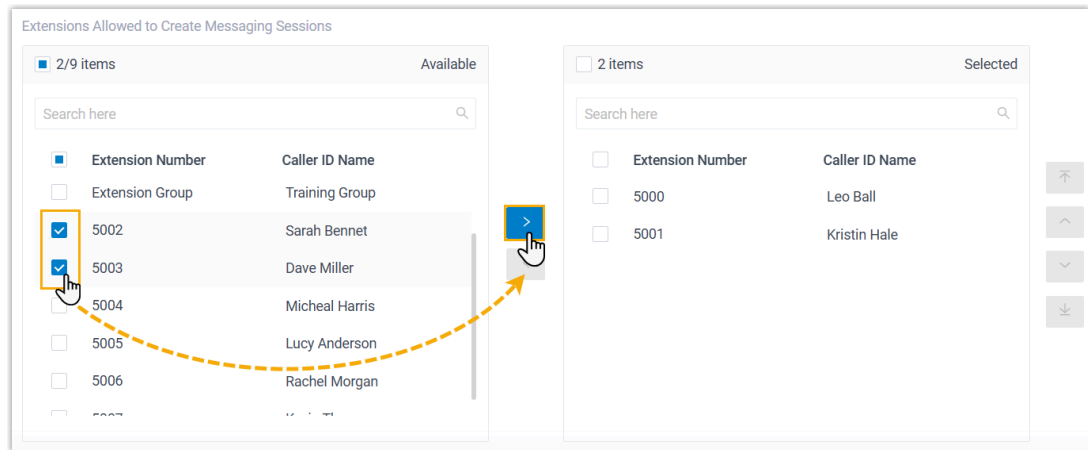 Extensions Allowed to Create Messaging Sessions
2/9 items Available
Search here
Extension Number Caller ID Name
Extension Group Training Group
5002 Sarah Bennet
5003 Dave Miller
5004 Micheal Harris
5005 Lucy Anderson
5006 Rachel Morgan
2 items Selected
Search here
Extension Number Caller ID Name
5000 Leo Ball
5001 Kristin Hale